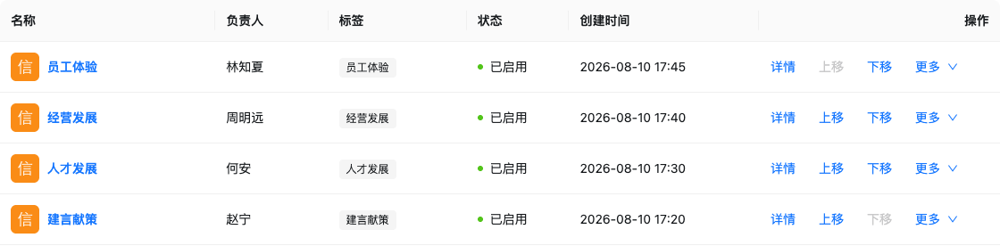 名称 负责人 标签 状态 创建时间 操作
信 员工体验 林知夏 员工体验 已启用 2026-08-10 17:45 详情 上移 下移 更多
信 经营发展 周明远 经营发展 已启用 2026-08-10 17:40 详情 上移 下移 更多
信 人才发展 何安 人才发展 已启用 2026-08-10 17:30 详情 上移 下移 更多
信 建言献策 赵宁 建言献策 已启用 2026-08-10 17:20 详情 上移 下移 更多